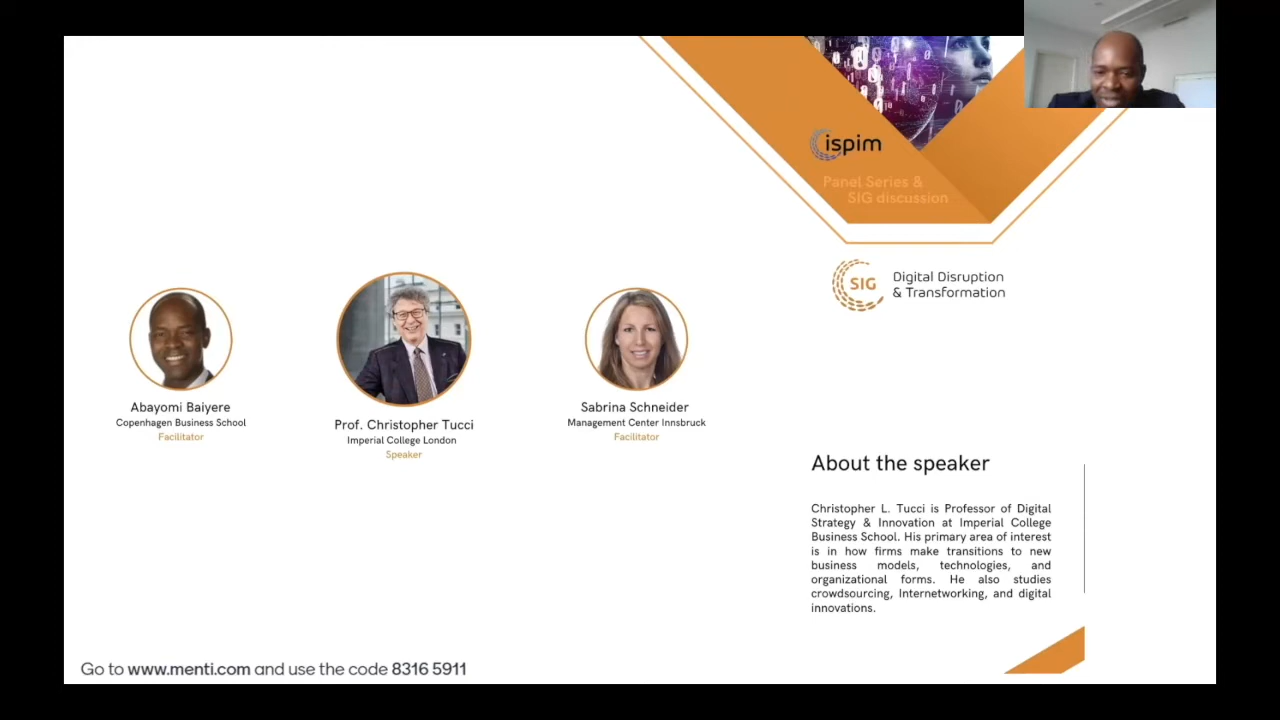 ispim
Panel Series &
SIG discussion
SIG
Digital Disruption
& Transformation
Abayomi Baiyere
Copenhagen Business School
Facilitator
Prof. Christopher Tucci
Imperial College London
Speaker
Sabrina Schneider
Management Center Innsbruck
Facilitator
About the speaker
Christopher L. Tucci is Professor of Digital
Strategy & Innovation at Imperial College
Business School. His primary area of interest
is in how firms make transitions to new
business models, technologies, and
organizational forms. He also studies
crowdsourcing, Internetworking, and digital
innovations.
Go to www.menti.com and use the code 8316 5911